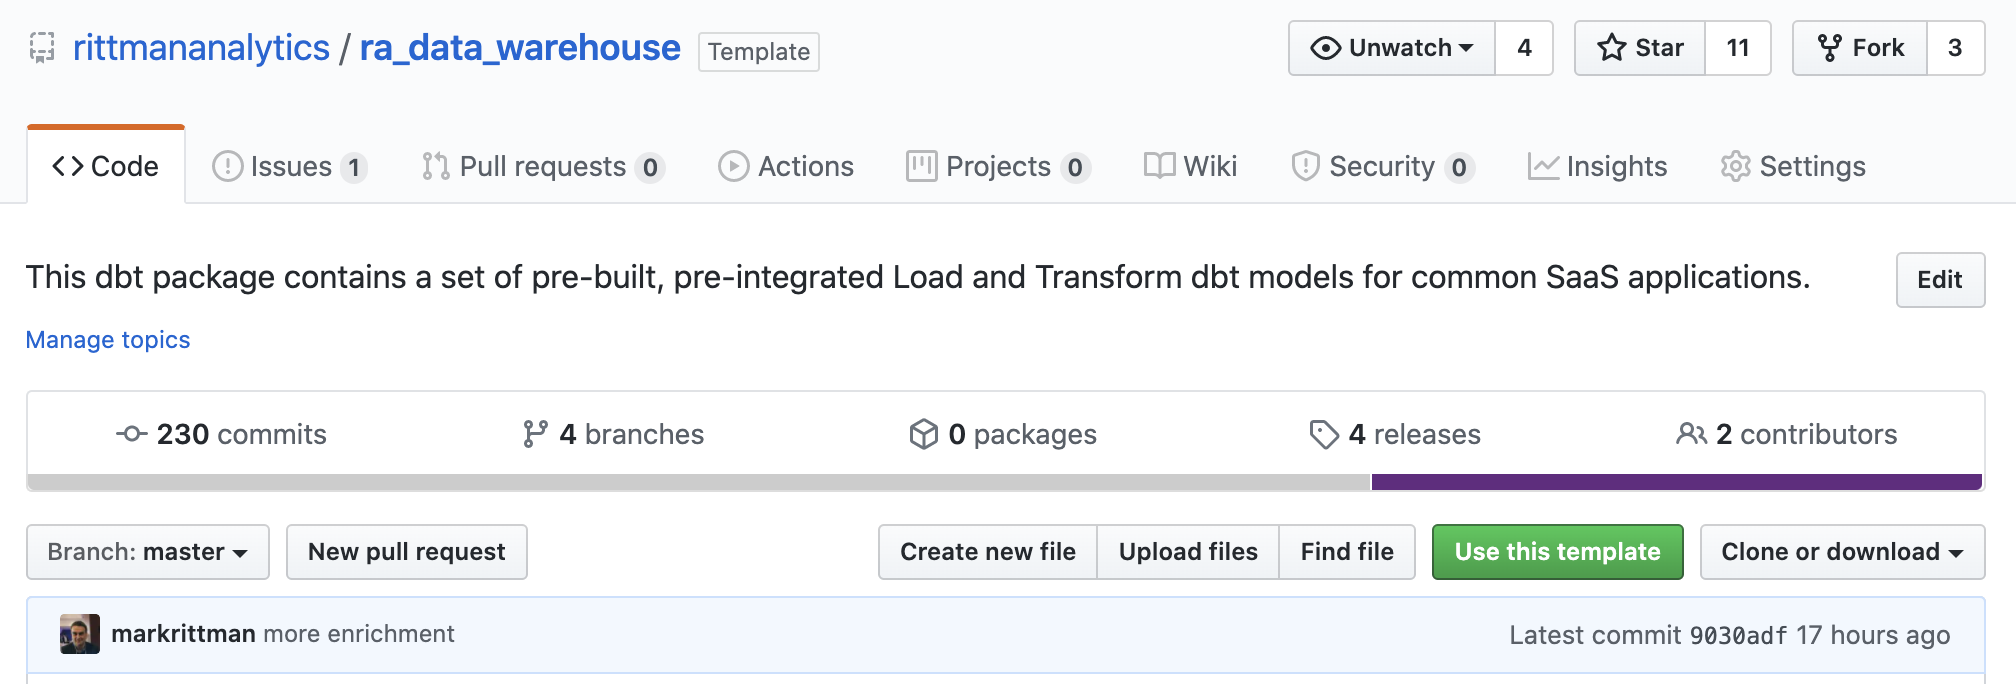 rittmananalytics / ra_data_warehouse Template Unwatch 4 Star 11 Fork 3
Code Issues 1 Pull requests 0 Actions Projects 0 Wiki Security 0 Insights Settings
This dbt package contains a set of pre-built, pre-integrated Load and Transform dbt models for common SaaS applications. Edit
Manage topics
230 commits 4 branches 0 packages 4 releases 2 contributors
Branch: master New pull request Create new file Upload files Find file Use this template Clone or download
markrittman more enrichment Latest commit 9030adf 17 hours ago